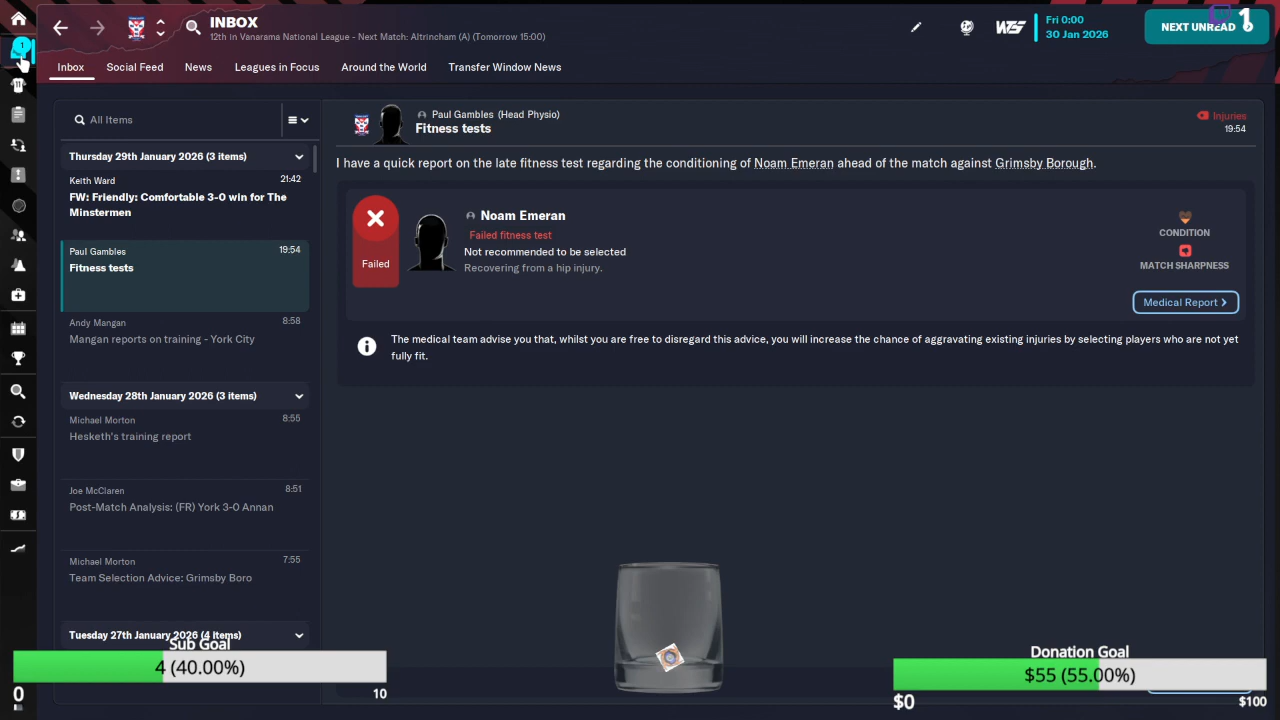 INBOX
12th in Vanarama National League - Next Match: Altrincham (A) (Tomorrow 15:00)
Fri 0:00
30 Jan 2026
NEXT UNREAD
1
1
Inbox
Social Feed
News
Leagues in Focus
Around the World
Transfer Window News
All Items
Thursday 29th January 2026 (3 items)
Keith Ward
21:42
FW: Friendly: Comfortable 3-0 win for The
Minstermen
Paul Gambles
19:54
Fitness tests
Andy Mangan
8:58
Mangan reports on training - York City
Wednesday 28th January 2026 (3 items)
Michael Morton
8:55
Hesketh's training report
Joe McClaren
8:51
Post-Match Analysis: (FR) York 3-0 Annan
Michael Morton
7:55
Team Selection Advice: Grimsby Boro
Tuesday 27th January 2026 (4 items)
Paul Gambles (Head Physio)
Fitness tests
Injuries
19:54
I have a quick report on the late fitness test regarding the conditioning of Noam Emeran ahead of the match against Grimsby Borough.
Failed
Noam Emeran
Failed fitness test
Not recommended to be selected
Recovering from a hip injury.
CONDITION
MATCH SHARPNESS
Medical Report
The medical team advise you that, whilst you are free to disregard this advice, you will increase the chance of aggravating existing injuries by selecting players who are not yet
fully fit.
Sub Goal
4 (40.00%)
0
10
Donation Goal
$55 (55.00%)
$0
$100